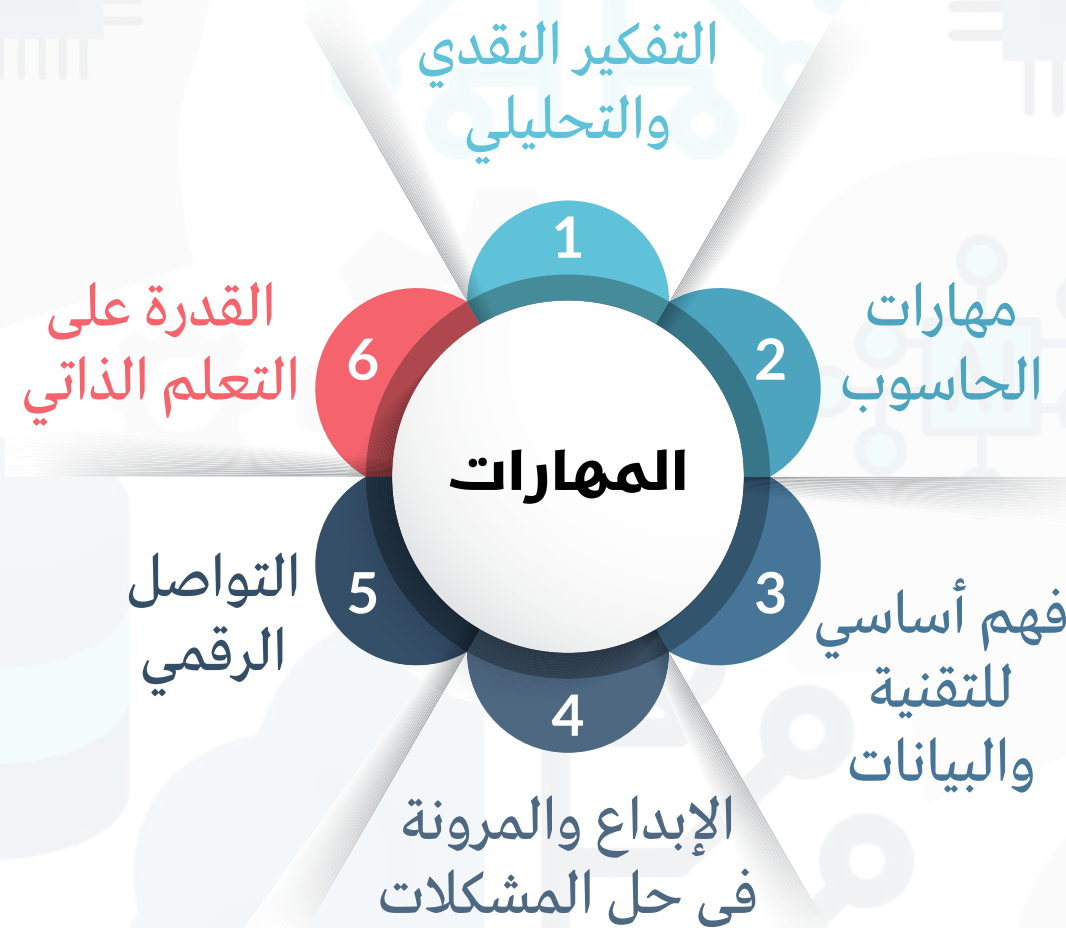 التفكير النقدي
والتحليلي
1
مهارات
الحاسوب
2
فهم أساسي
للتقنية
والبيانات
3
الإبداع والمرونة
في حل المشكلات
4
التواصل
الرقمي
5
القدرة على
التعلم الذاتي
6
المهارات